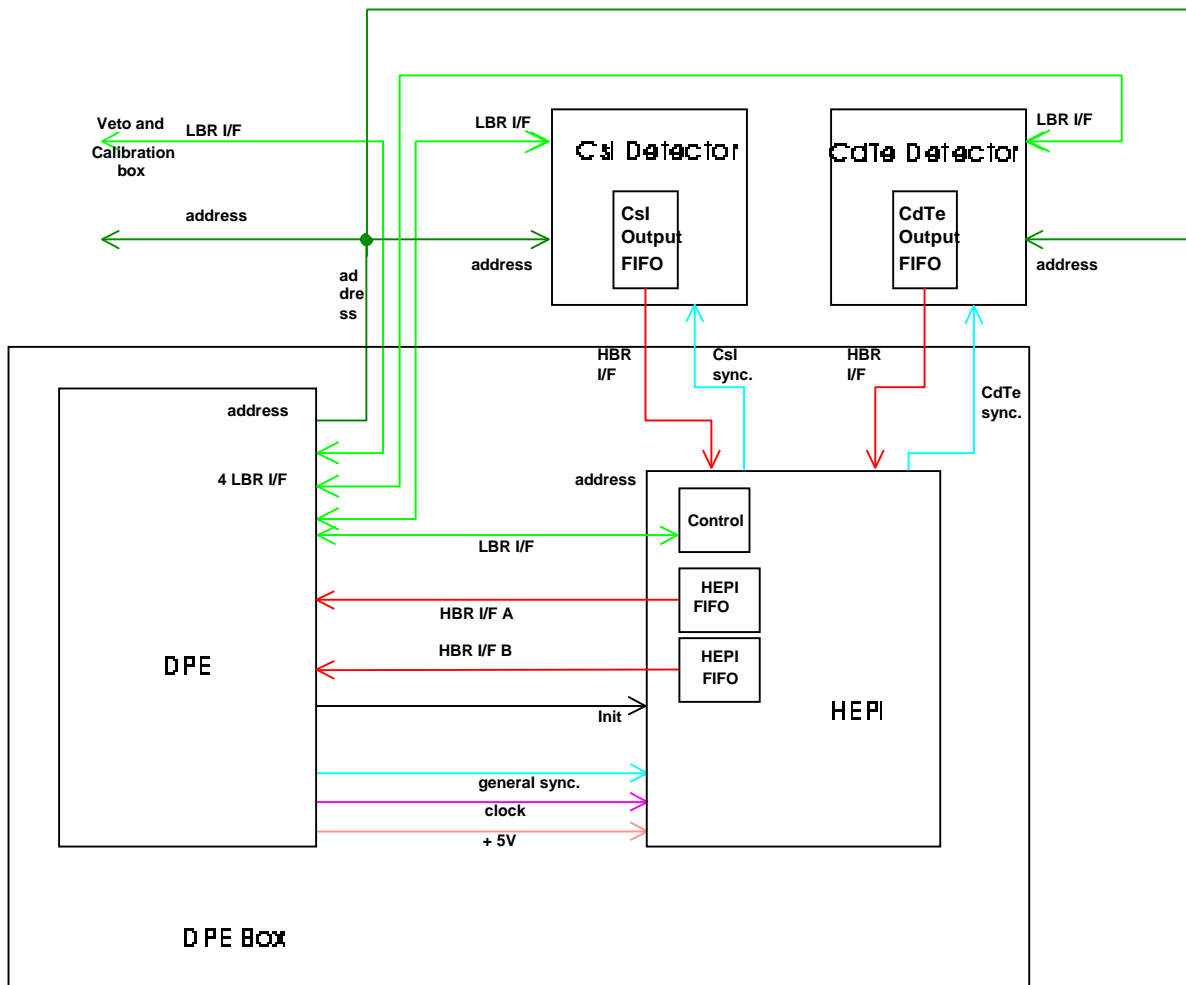 Veto and
Calibration
box
LBR I/F
LBR I/F
LBR I/F
CsI Detector
CdTe Detector
CsI
Output
FIFO
CdTe
Output
FIFO
address
address
address
ad
dre
ss
HBR
I/F
CsI
sync.
HBR
I/F
CdTe
sync.
address
4 LBR I/F
address
Control
LBR I/F
HEPI
FIFO
HBR I/F A
HBR I/F B
HEPI
FIFO
DPE
HEPI
Init
general sync.
clock
+ 5V
DPE Box